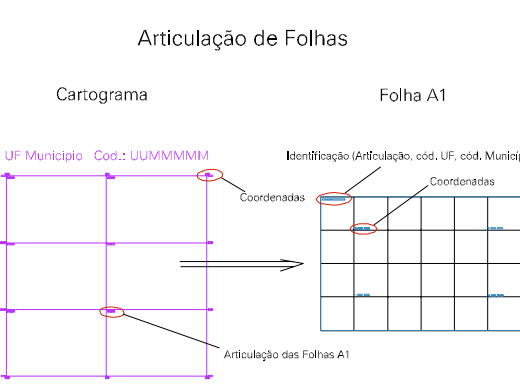 Articulação de Folhas
Cartograma
Folha A1
UF Municipio Cod.: UUMMMMM
Identificação (Articulação, cód. UF, cód. Municíp
Coordenadas
Coordenadas
Articulação das Folhas A1